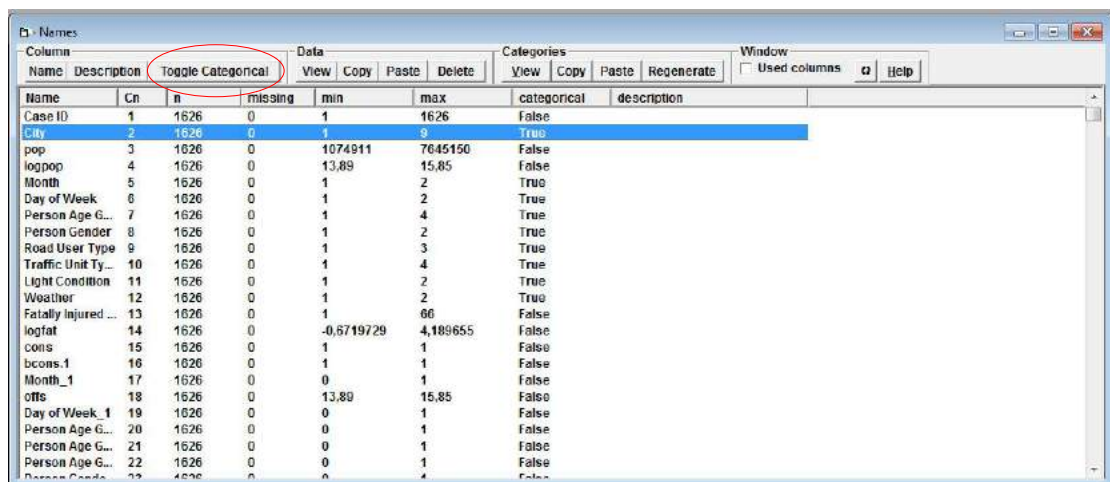 Names
Column Data Categories Window
Name Description Toggle Categorical View Copy Paste Delete View Copy Paste Regenerate Used columns Help
Name Cn n missing min max categorical description
Case ID 1 1626 0 1 1626 False
City 2 1626 0 1 9 True
pop 3 1626 0 1074911 7645150 False
logpop 4 1626 0 13,89 15,85 False
Month 5 1626 0 1 2 True
Day of Week 6 1626 0 1 2 True
Person Age G... 7 1626 0 1 4 True
Person Gender 8 1626 0 1 2 True
Road User Type 9 1626 0 1 3 True
Traffic Unit Ty... 10 1626 0 1 4 True
Light Condition 11 1626 0 1 2 True
Weather 12 1626 0 1 2 True
Fatally Injured ... 13 1626 0 1 66 False
logfat 14 1626 0 -0,6719729 4,189655 False
cons 15 1626 0 1 1 False
bcons.1 16 1626 0 1 1 False
Month_1 17 1626 0 0 1 False
offs 18 1626 0 13,89 15,85 False
Day of Week_1 19 1626 0 0 1 False
Person Age G... 20 1626 0 0 1 False
Person Age G... 21 1626 0 0 1 False
Person Age G... 22 1626 0 0 1 False